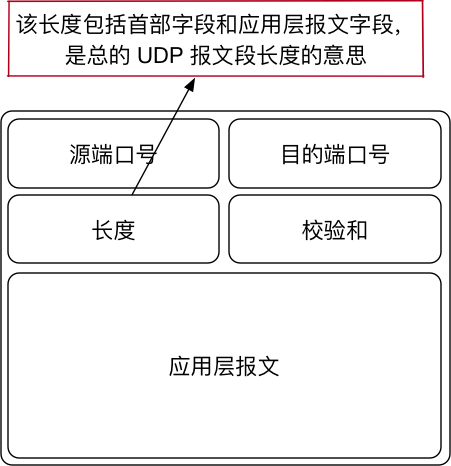 该长度包括首部字段和应用层报文字段，
是总的 UDP 报文段长度的意思
源端口号
目的端口号
长度
校验和
应用层报文